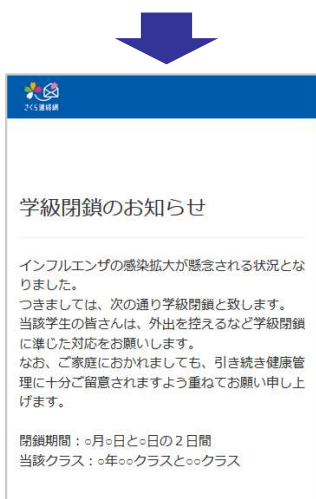 さくら連絡網
学級閉鎖のお知らせ
インフルエンザの感染拡大が懸念される状況とな
りました。
つきましては、次の通り学級閉鎖と致します。
当該学生の皆さんは、外出を控えるなど学級閉鎖
に準じた対応をお願いします。
なお、ご家庭におかれましても、引き続き健康管
理に十分ご留意されますよう重ねてお願い申し上
げます。
閉鎖期間：○月○日と○日の２日間
当該クラス：○年○○クラスと○○クラス